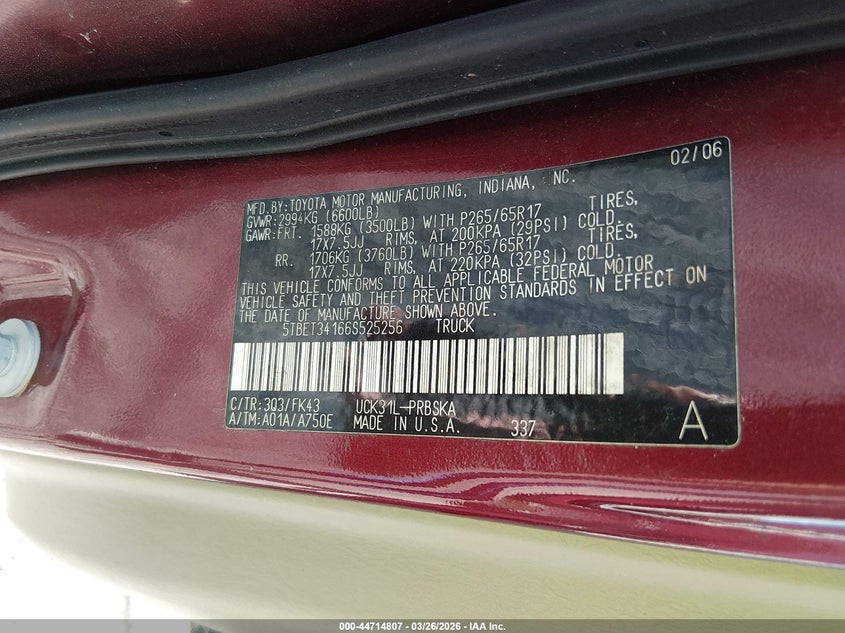 02/06
MFD.BY:TOYOTA MOTOR MANUFACTURING, INDIANA, INC.
GVWR:2994KG (6600LB)
GAWR:FRT. 1588KG (3500LB) WITH P265/65R17 TIRES,
17X7.5JJ RIMS, AT 200KPA (29PSI) COLD.
RR. 1706KG (3760LB) WITH P265/65R17 TIRES,
17X7.5JJ RIMS, AT 220KPA (32PSI) COLD.
THIS VEHICLE CONFORMS TO ALL APPLICABLE FEDERAL MOTOR
VEHICLE SAFETY AND THEFT PREVENTION STANDARDS IN EFFECT ON
THE DATE OF MANUFACTURE SHOWN ABOVE.
5TBET34166S525256 TRUCK
C/TR:3Q3/FK43 UCK31L-PRBSKA
A/TM:A01A/A750E MADE IN U.S.A. 337 A
000-44714807 - 03/26/2026 - IAA Inc.